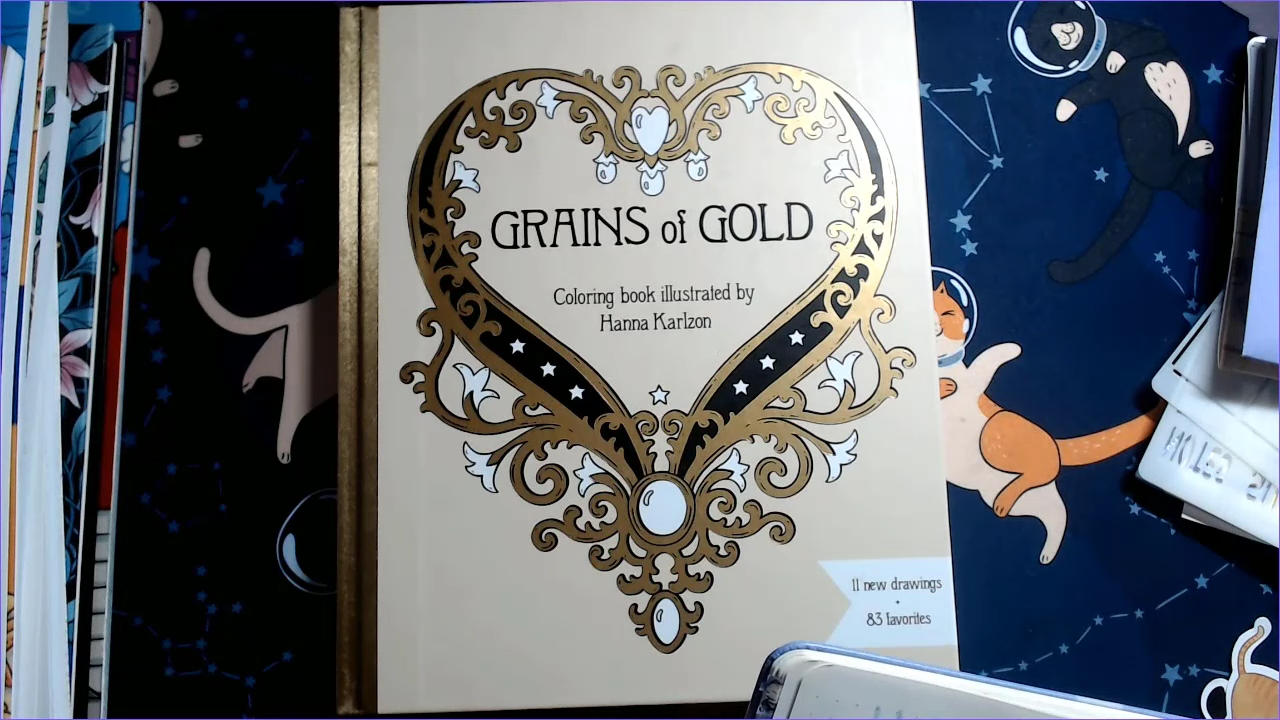 GRAINS of GOLD
Coloring book illustrated by
Hanna Karlzon
11 new drawings
+
83 favorites